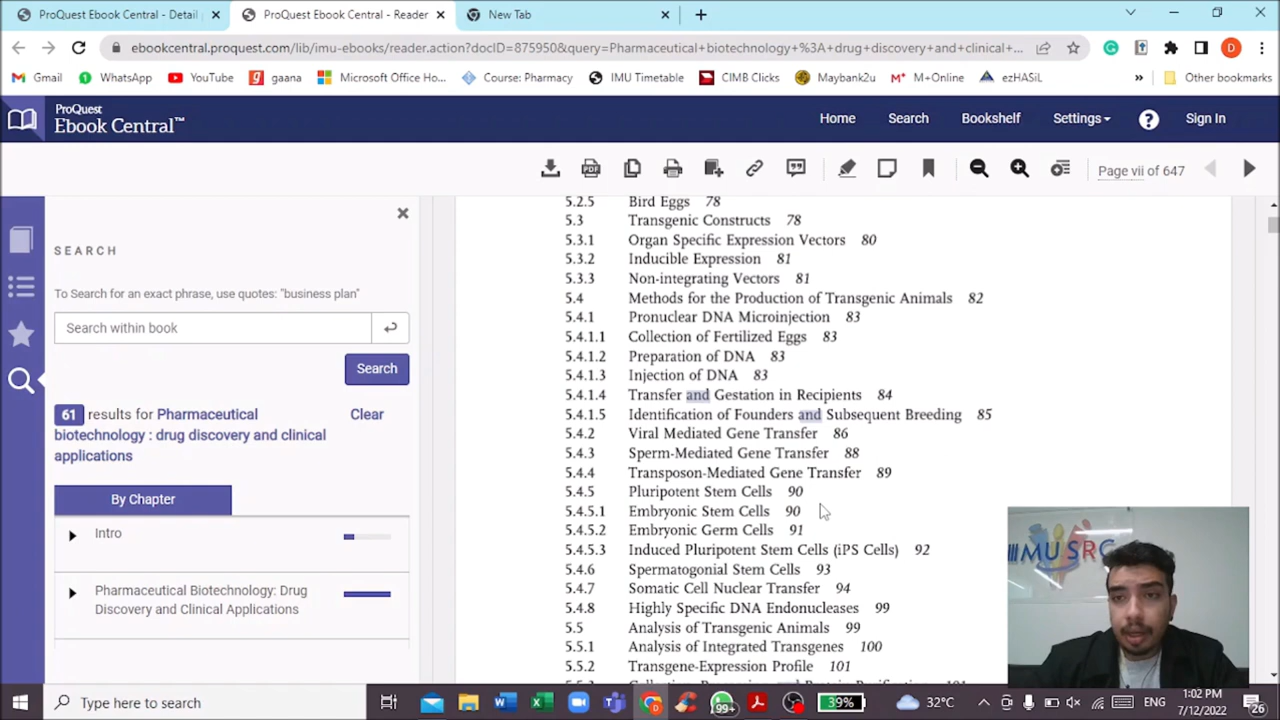 ProQuest Ebook Central - Detail
ProQuest Ebook Central - Reader
New Tab
ebookcentral.proquest.com/lib/imu-ebooks/reader.action?docID=875950&query=Pharmaceutical+biotechnology+%3A+drug+discovery+and+clinical+...
D
Gmail
WhatsApp
YouTube
gaana
Microsoft Office Ho...
Course: Pharmacy
IMU Timetable
CIMB Clicks
Maybank2u
M+Online
ezHASiL
»
Other bookmarks
ProQuest
Ebook Central™
Home
Search
Bookshelf
Settings
Sign In
PDF
Page vii of 647
SEARCH
To Search for an exact phrase, use quotes: "business plan"
Search within book
Search
61 results for Pharmaceutical
biotechnology : drug discovery and clinical
applications
Clear
By Chapter
Intro
Pharmaceutical Biotechnology: Drug
Discovery and Clinical Applications
5.2.5 Bird Eggs 78
5.3 Transgenic Constructs 78
5.3.1 Organ Specific Expression Vectors 80
5.3.2 Inducible Expression 81
5.3.3 Non-integrating Vectors 81
5.4 Methods for the Production of Transgenic Animals 82
5.4.1 Pronuclear DNA Microinjection 83
5.4.1.1 Collection of Fertilized Eggs 83
5.4.1.2 Preparation of DNA 83
5.4.1.3 Injection of DNA 83
5.4.1.4 Transfer and Gestation in Recipients 84
5.4.1.5 Identification of Founders and Subsequent Breeding 85
5.4.2 Viral Mediated Gene Transfer 86
5.4.3 Sperm-Mediated Gene Transfer 88
5.4.4 Transposon-Mediated Gene Transfer 89
5.4.5 Pluripotent Stem Cells 90
5.4.5.1 Embryonic Stem Cells 90
5.4.5.2 Embryonic Germ Cells 91
5.4.5.3 Induced Pluripotent Stem Cells (iPS Cells) 92
5.4.6 Spermatogonial Stem Cells 93
5.4.7 Somatic Cell Nuclear Transfer 94
5.4.8 Highly Specific DNA Endonucleases 99
5.5 Analysis of Transgenic Animals 99
5.5.1 Analysis of Integrated Transgenes 100
5.5.2 Transgene-Expression Profile 101
IMU SRC
Type here to search
99+
39%
32°C
ENG
1:02 PM
7/12/2022
26